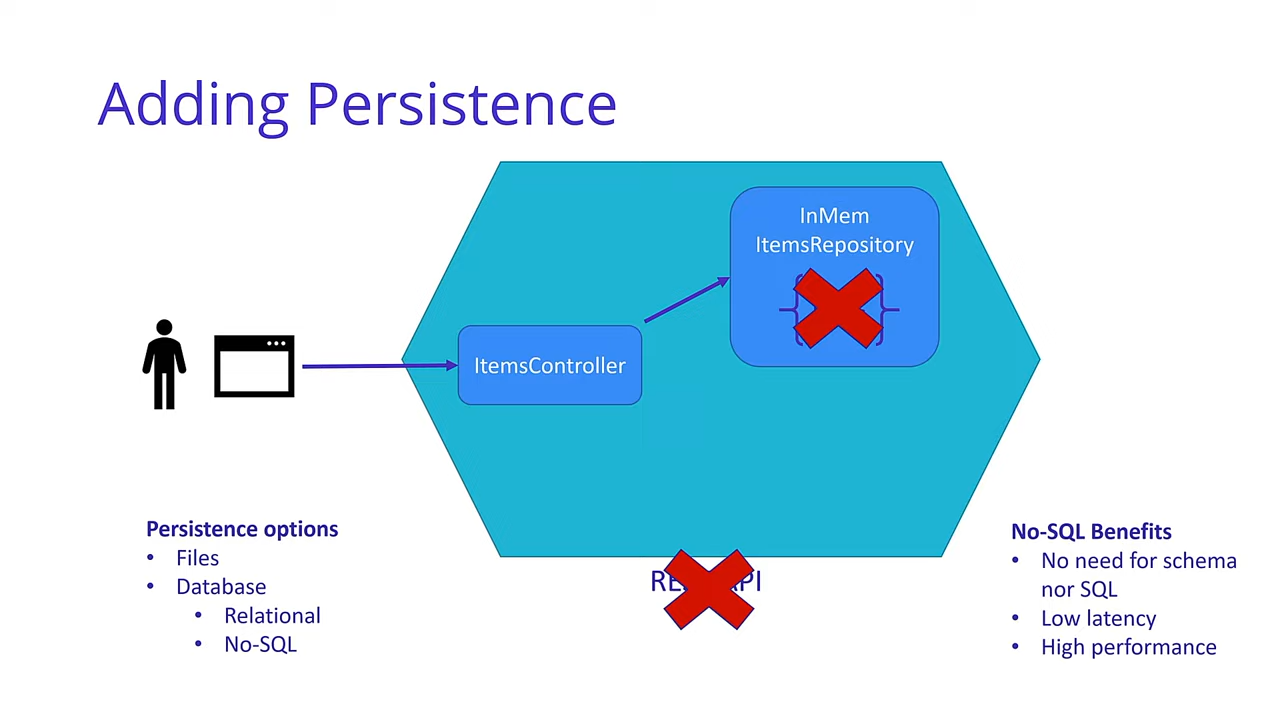 Adding Persistence
InMem
ItemsRepository
ItemsController
Persistence options
• Files
• Database
• Relational
• No-SQL
No-SQL Benefits
• No need for schema
nor SQL
• Low latency
• High performance